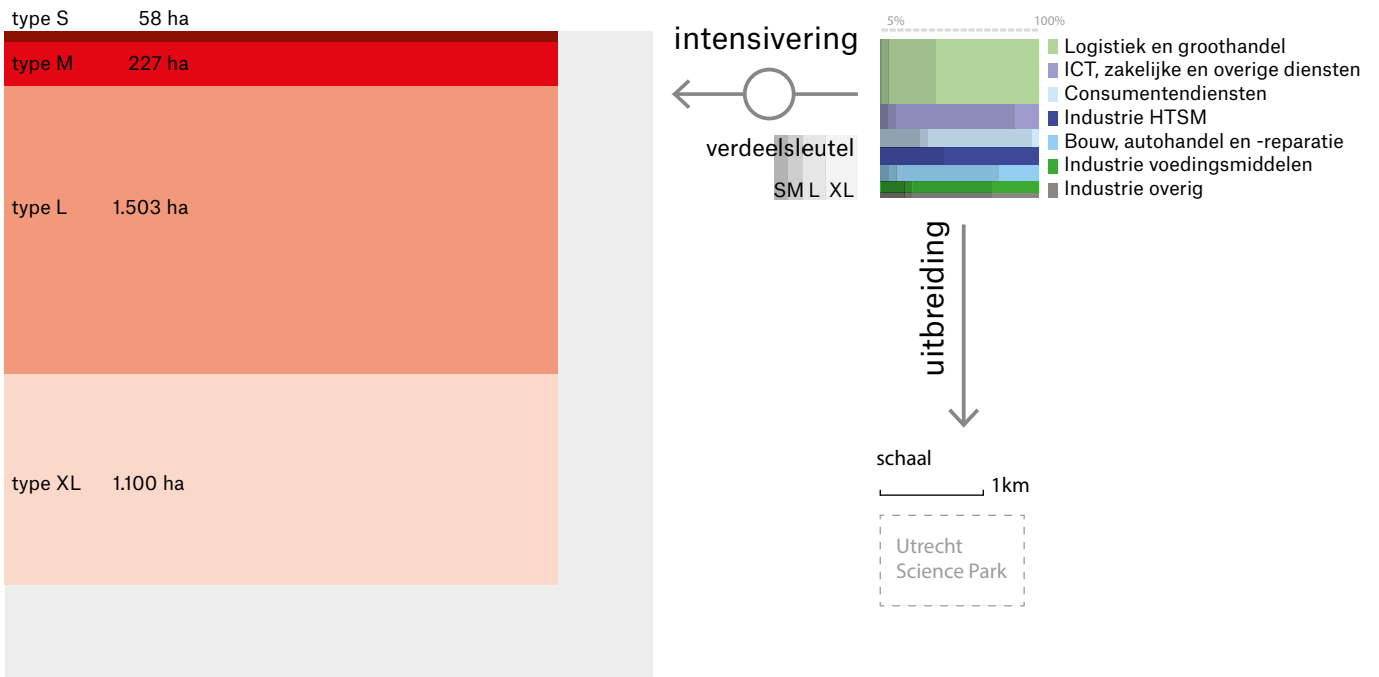 type S 58 ha
type M 227 ha
type L 1.503 ha
type XL 1.100 ha
intensivering
verdeelsleutel
S M L XL
5% 100%
Logistiek en groothandel
ICT, zakelijke en overige diensten
Consumentendiensten
Industrie HTSM
Bouw, autohandel en -reparatie
Industrie voedingsmiddelen
Industrie overig
uitbreiding
schaal
1km
Utrecht
Science Park